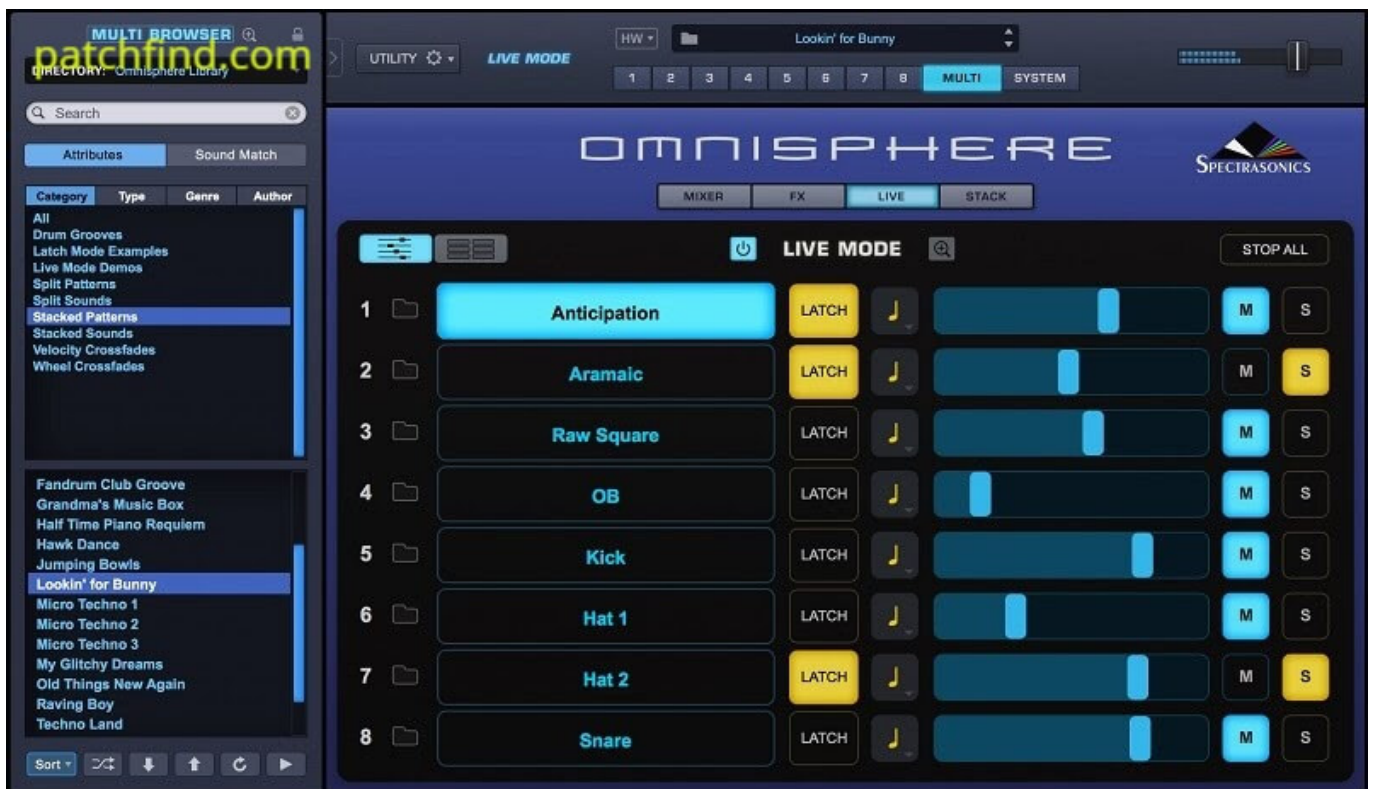 MULTI BROWSER
patchfind.com
DIRECTORY: Omnisphere Library
Search
Attributes Sound Match
Category Type Genre Author
All
Drum Grooves
Latch Mode Examples
Live Mode Demos
Split Patterns
Split Sounds
Stacked Patterns
Stacked Sounds
Velocity Crossfades
Wheel Crossfades
Fandrum Club Groove
Grandma's Music Box
Half Time Piano Requiem
Hawk Dance
Jumping Bowls
Lookin' for Bunny
Micro Techno 1
Micro Techno 2
Micro Techno 3
My Glitchy Dreams
Old Things New Again
Raving Boy
Techno Land
Sort
UTILITY LIVE MODE HW Lookin' for Bunny
1 2 3 4 5 6 7 8 MULTI SYSTEM
OMNISPHERE
SPECTRASONICS
MIXER FX LIVE STACK
LIVE MODE STOP ALL
1 Anticipation LATCH M S
2 Aramaic LATCH M S
3 Raw Square LATCH M S
4 OB LATCH M S
5 Kick LATCH M S
6 Hat 1 LATCH M S
7 Hat 2 LATCH M S
8 Snare LATCH M S